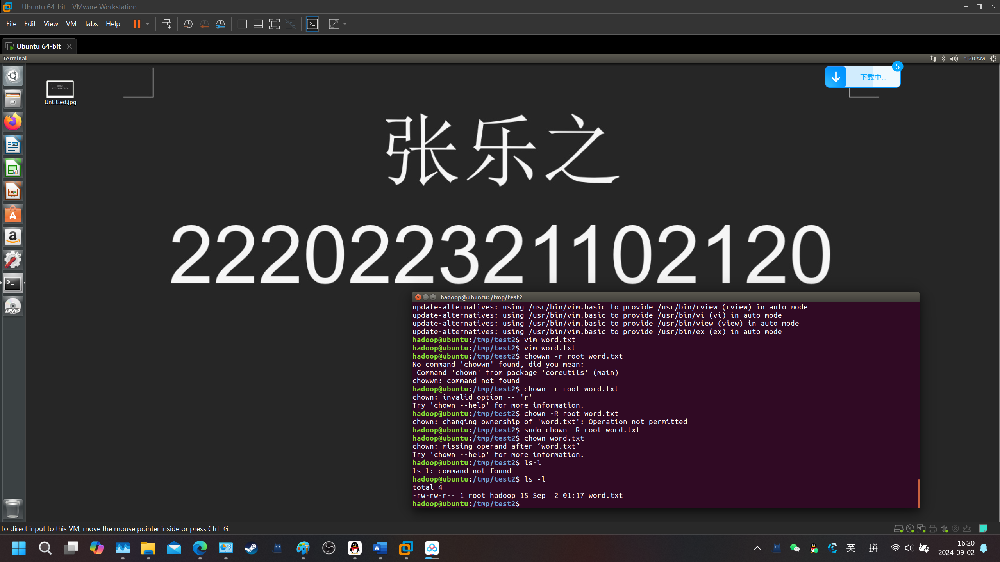 Ubuntu 64-bit - VMware Workstation
File Edit View VM Tabs Help
Ubuntu 64-bit
Terminal
1:20 AM
5
下载中...
张乐之
222022321102120
Untitled.jpg
张乐之
222022321102120
hadoop@ubuntu: /tmp/test2
update-alternatives: using /usr/bin/vim.basic to provide /usr/bin/rview (rview) in auto mode
update-alternatives: using /usr/bin/vim.basic to provide /usr/bin/vi (vi) in auto mode
update-alternatives: using /usr/bin/vim.basic to provide /usr/bin/view (view) in auto mode
update-alternatives: using /usr/bin/vim.basic to provide /usr/bin/ex (ex) in auto mode
hadoop@ubuntu:/tmp/test2$ vim word.txt
hadoop@ubuntu:/tmp/test2$ vim word.txt
hadoop@ubuntu:/tmp/test2$ chowwn -r root word.txt
No command 'chowwn' found, did you mean:
 Command 'chown' from package 'coreutils' (main)
chowwn: command not found
hadoop@ubuntu:/tmp/test2$ chown -r root word.txt
chown: invalid option -- 'r'
Try 'chown --help' for more information.
hadoop@ubuntu:/tmp/test2$ chown -R root word.txt
chown: changing ownership of 'word.txt': Operation not permitted
hadoop@ubuntu:/tmp/test2$ sudo chown -R root word.txt
hadoop@ubuntu:/tmp/test2$ chown word.txt
chown: missing operand after ‘word.txt’
Try 'chown --help' for more information.
hadoop@ubuntu:/tmp/test2$ ls-l
ls-l: command not found
hadoop@ubuntu:/tmp/test2$ ls -l
total 4
-rw-rw-r-- 1 root hadoop 15 Sep  2 01:17 word.txt
hadoop@ubuntu:/tmp/test2$
a
DVD
To direct input to this VM, move the mouse pointer inside or press Ctrl+G.
英 拼
16:20
2024-09-02